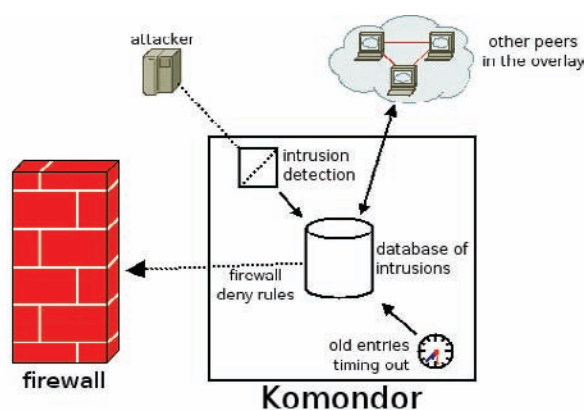 attacker
other peers
in the overlay
intrusion
detection
database of
intrusions
firewall
deny rules
old entries
timing out
firewall
Komondor